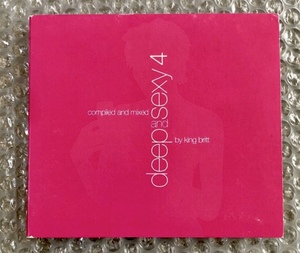 compiled and mixed
deep and sexy 4
by king britt